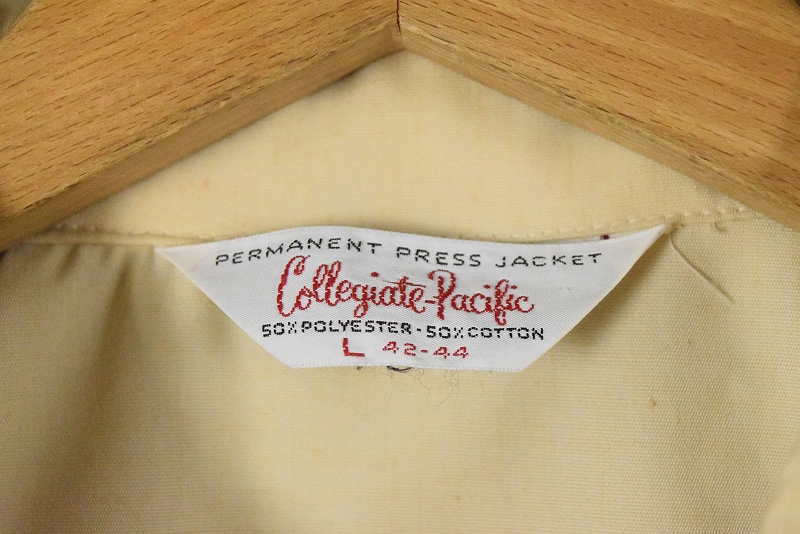 PERMANENT PRESS JACKET
Collegiate-Pacific
50% POLYESTER - 50% COTTON
L 42-44